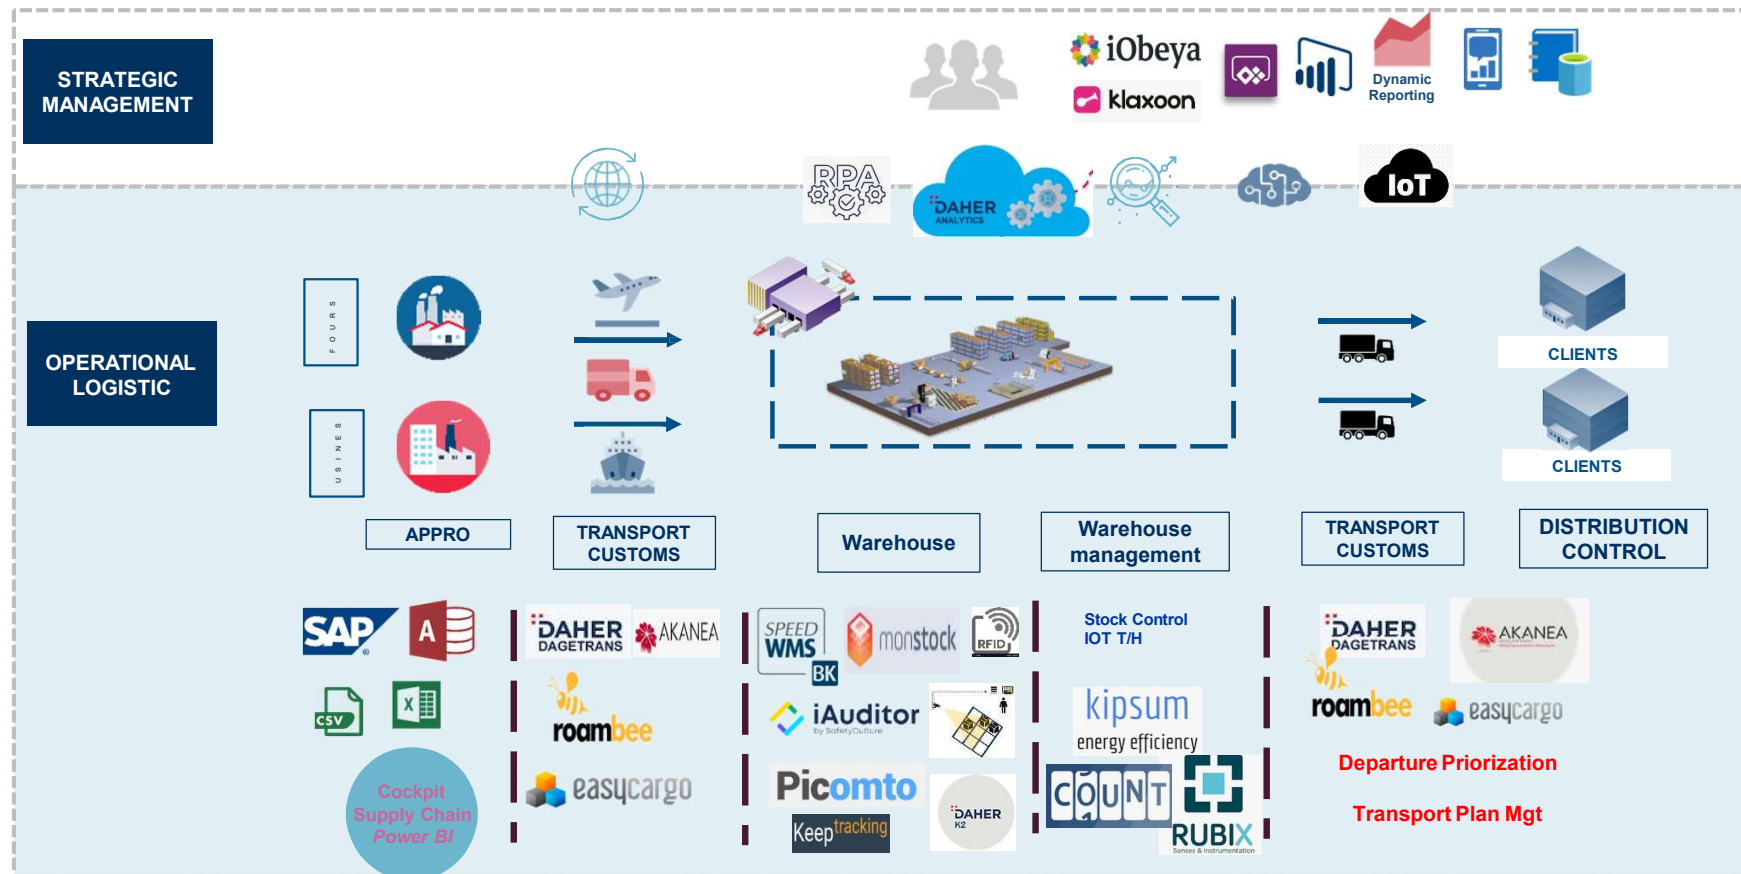 STRATEGIC
MANAGEMENT
iObeya
klaxoon
Dynamic
Reporting
RPA
DAHER
ANALYTICS
IoT
OPERATIONAL
LOGISTIC
FOURS
USINES
CLIENTS
CLIENTS
APPRO
TRANSPORT
CUSTOMS
Warehouse
Warehouse
management
TRANSPORT
CUSTOMS
DISTRIBUTION
CONTROL
SAP
A
CSV
X
Cockpit
Supply Chain
Power BI
DAHER
DAGETRANS
AKANEA
roambee
easycargo
SPEED
WMS
BK
monstock
RFID
iAuditor
by SafetyCulture
Picomto
Keeptracking
DAHER
K2
Stock Control
IOT T/H
kipsum
energy efficiency
COUNT
RUBIX
Senses & Instrumentation
DAHER
DAGETRANS
AKANEA
roambee
easycargo
Departure Priorization
Transport Plan Mgt